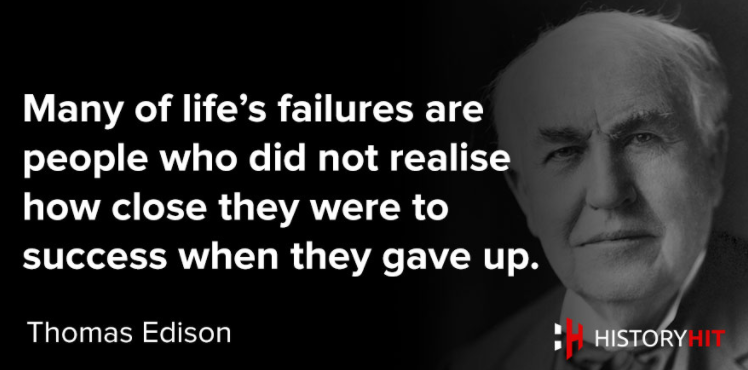 Many of life’s failures are
people who did not realise
how close they were to
success when they gave up.
Thomas Edison
HISTORYHIT